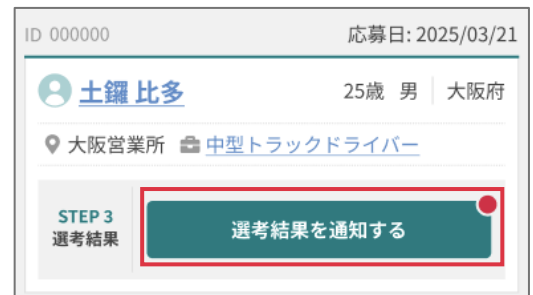 ID 000000 応募日: 2025/03/21
土鑼 比多 25歳 男 大阪府
大阪営業所 中型トラックドライバー
STEP 3
選考結果
選考結果を通知する